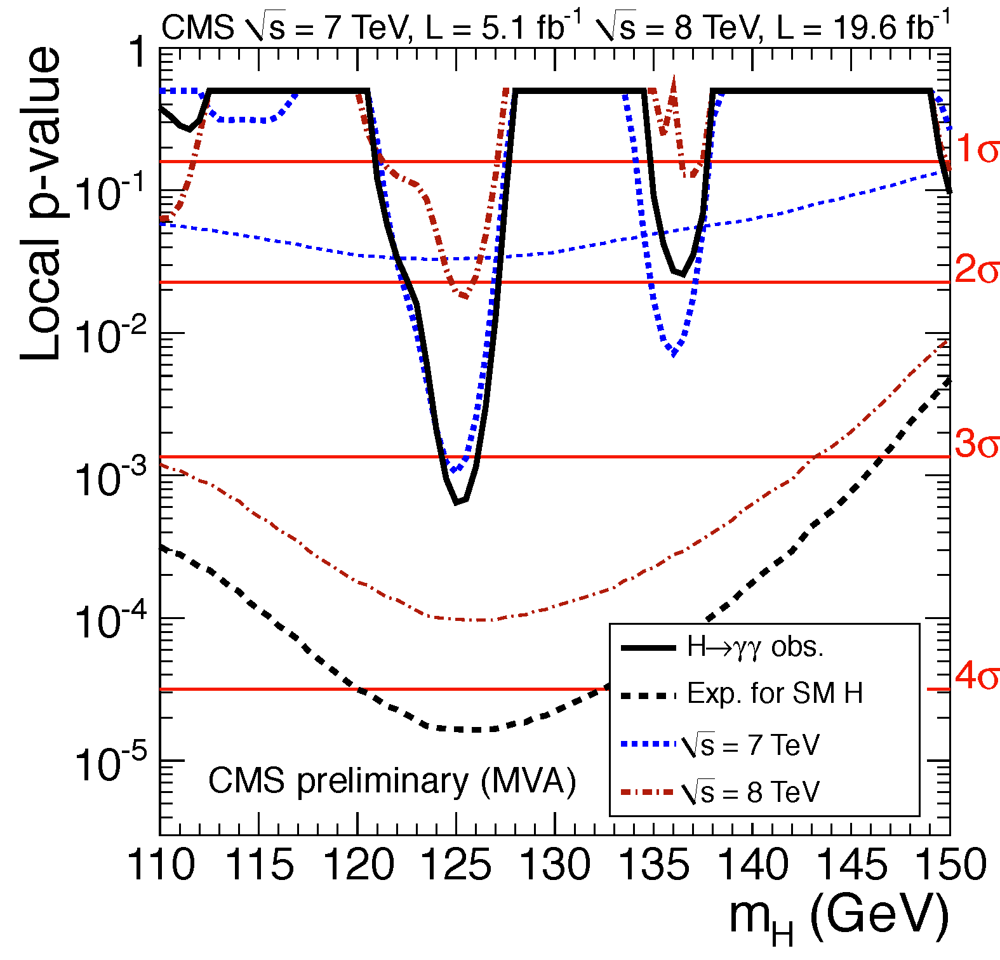 CMS √s = 7 TeV, L = 5.1 fb⁻¹ √s = 8 TeV, L = 19.6 fb⁻¹
Local p-value
1
10⁻¹
10⁻²
10⁻³
10⁻⁴
10⁻⁵
1σ
2σ
3σ
4σ
H→γγ obs.
Exp. for SM H
√s = 7 TeV
√s = 8 TeV
CMS preliminary (MVA)
110 115 120 125 130 135 140 145 150
m_H (GeV)